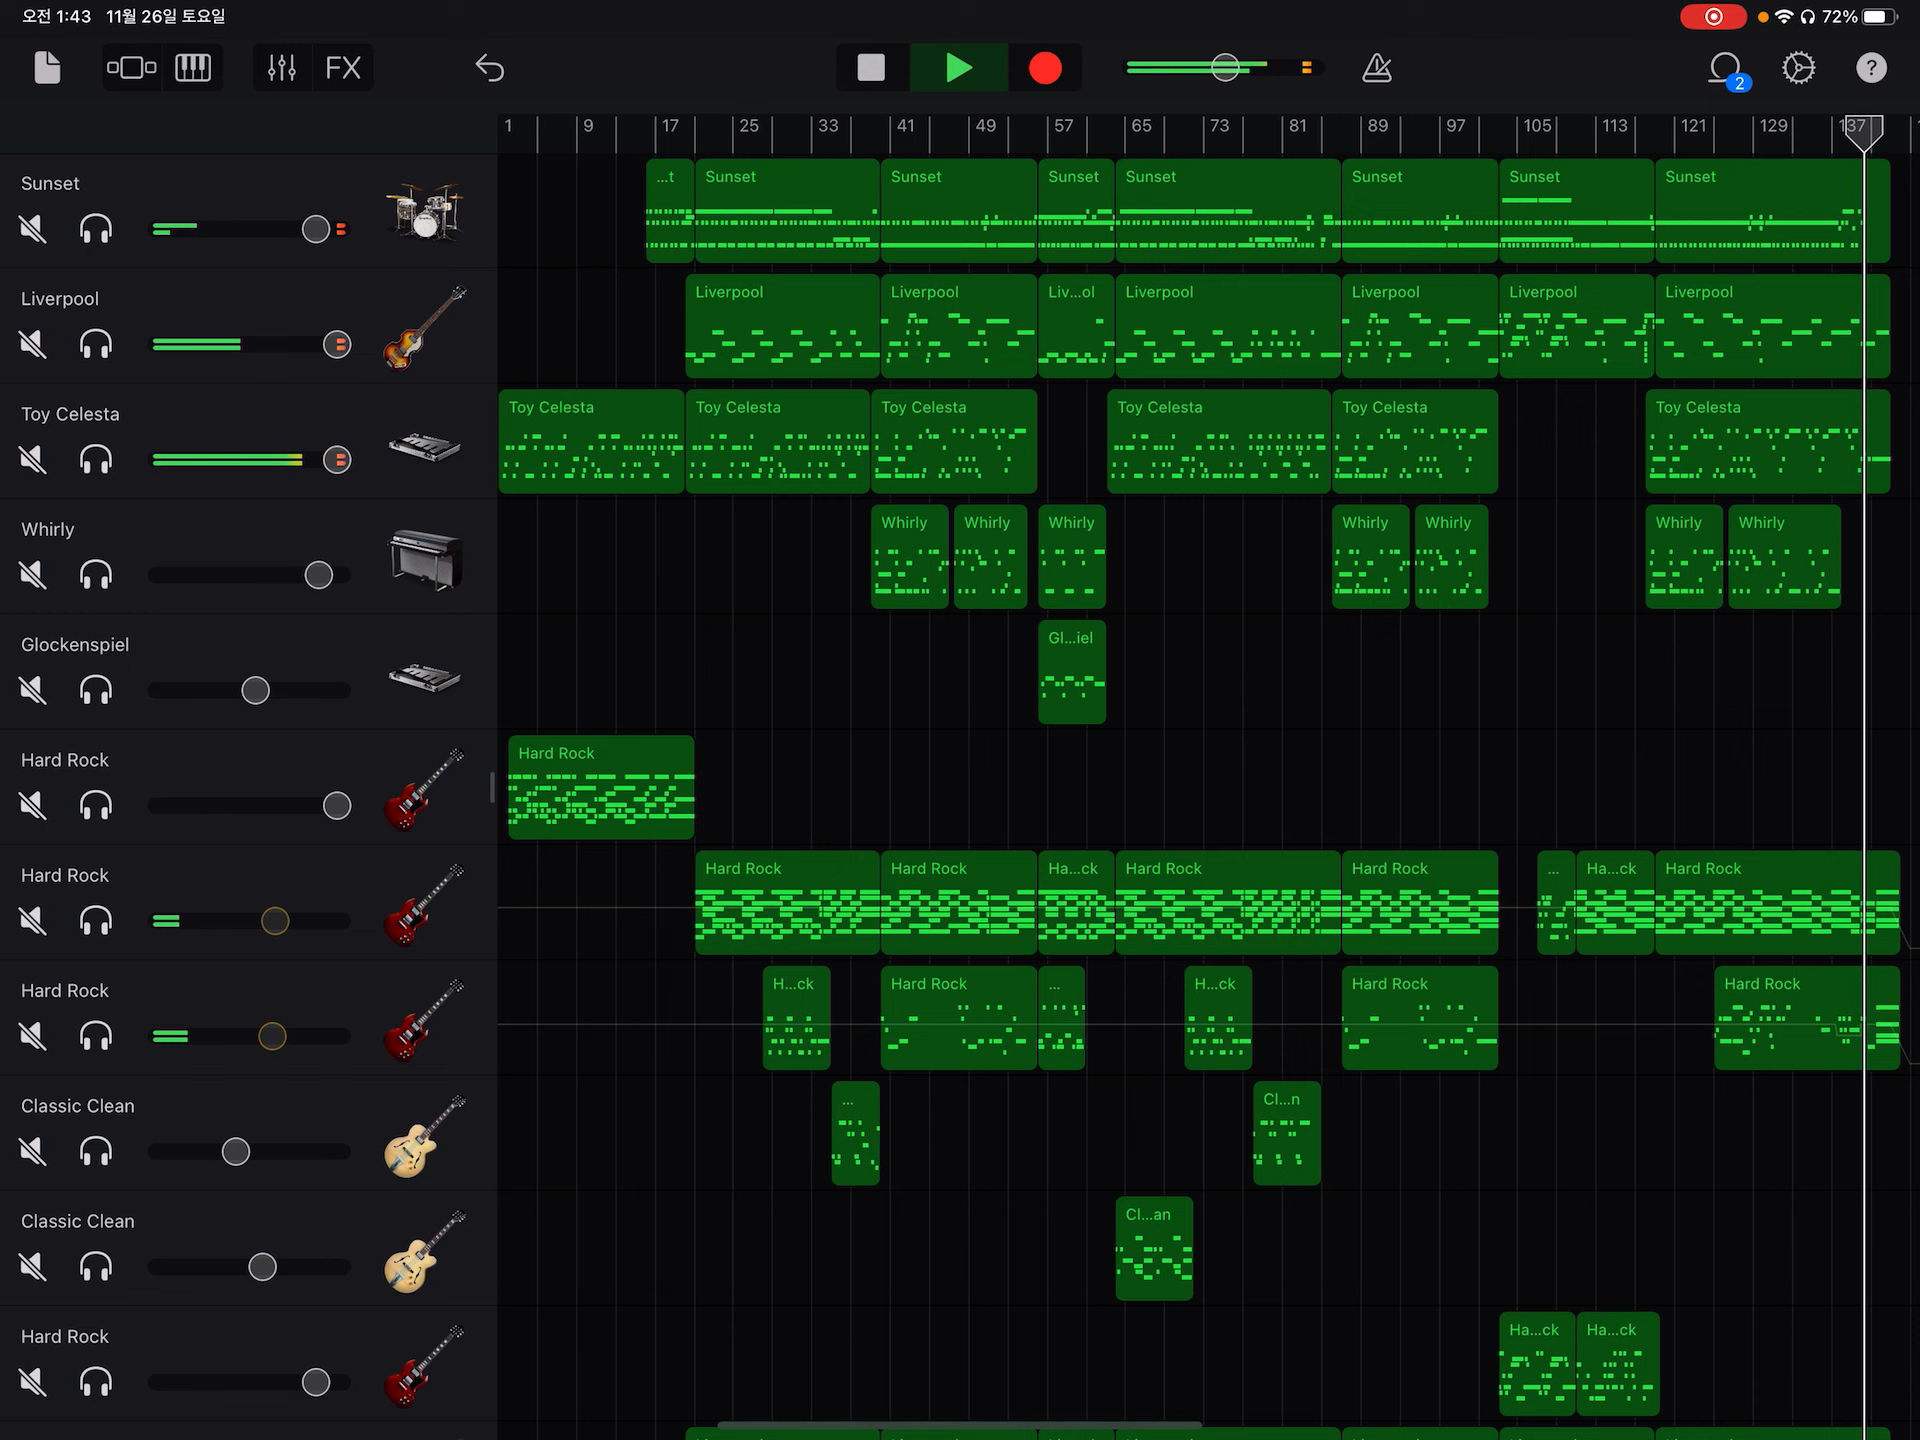 오전 1:43 11월 26일 토요일 72%
FX 2 ?
1 9 17 25 33 41 49 57 65 73 81 89 97 105 113 121 129 137
Sunset ...t Sunset Sunset Sunset Sunset Sunset Sunset Sunset
Liverpool Liverpool Liverpool Liv...ol Liverpool Liverpool Liverpool Liverpool
Toy Celesta Toy Celesta Toy Celesta Toy Celesta Toy Celesta Toy Celesta Toy Celesta
Whirly Whirly Whirly Whirly Whirly Whirly Whirly Whirly
Glockenspiel Gl...iel
Hard Rock Hard Rock
Hard Rock Hard Rock Hard Rock Ha...ck Hard Rock Hard Rock ... Ha...ck Hard Rock
Hard Rock H...ck Hard Rock ... H...ck Hard Rock Hard Rock
Classic Clean ... Cl...n
Classic Clean Cl...an
Hard Rock Ha...ck Ha...ck